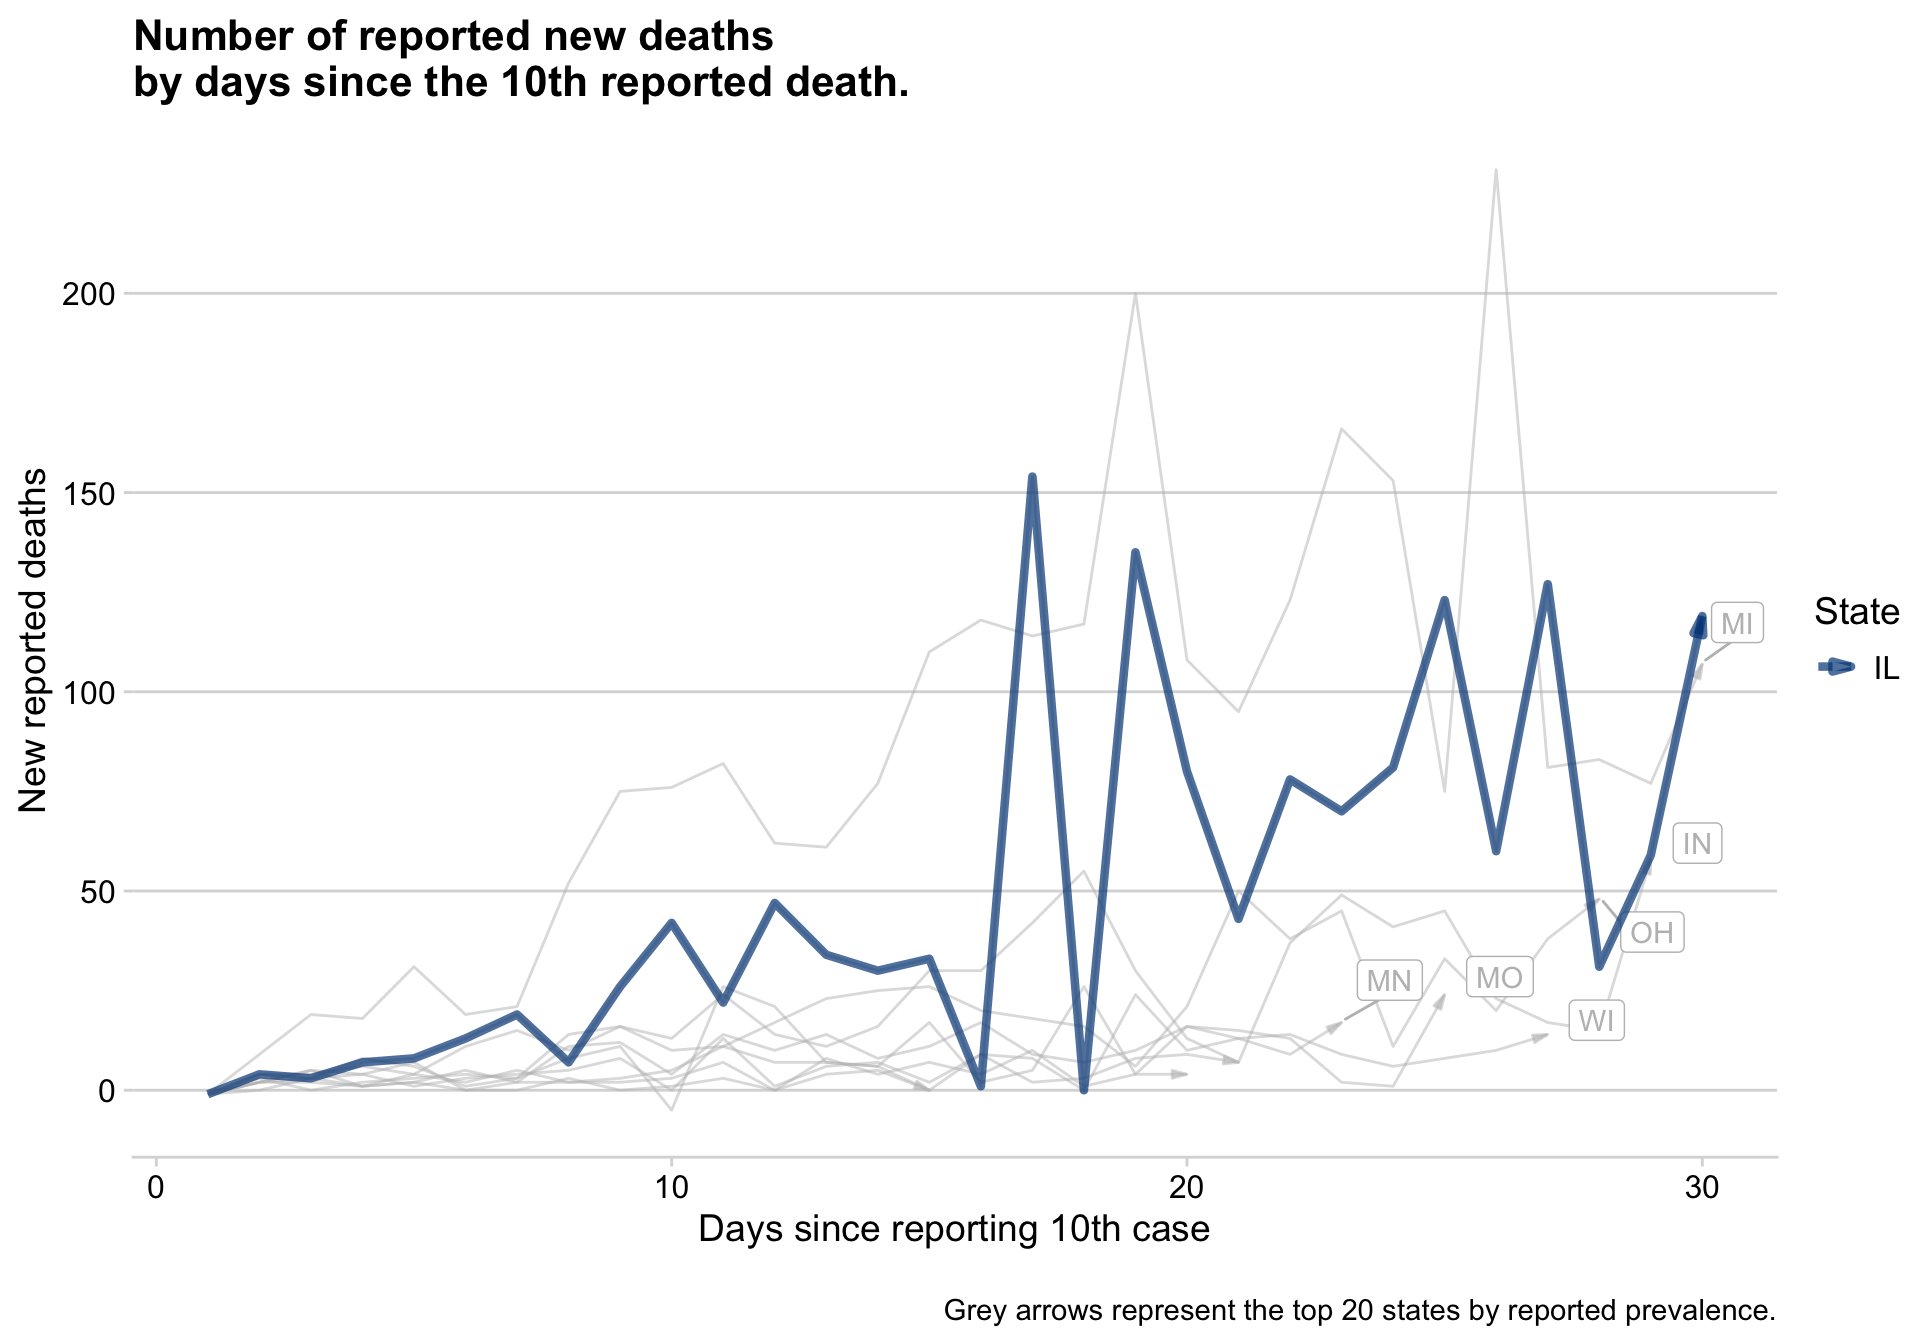 Number of reported new deaths
by days since the 10th reported death.
New reported deaths
200
150
100
50
0
MI
IN
OH
MN
MO
WI
State
IL
0
10
20
30
Days since reporting 10th case
Grey arrows represent the top 20 states by reported prevalence.